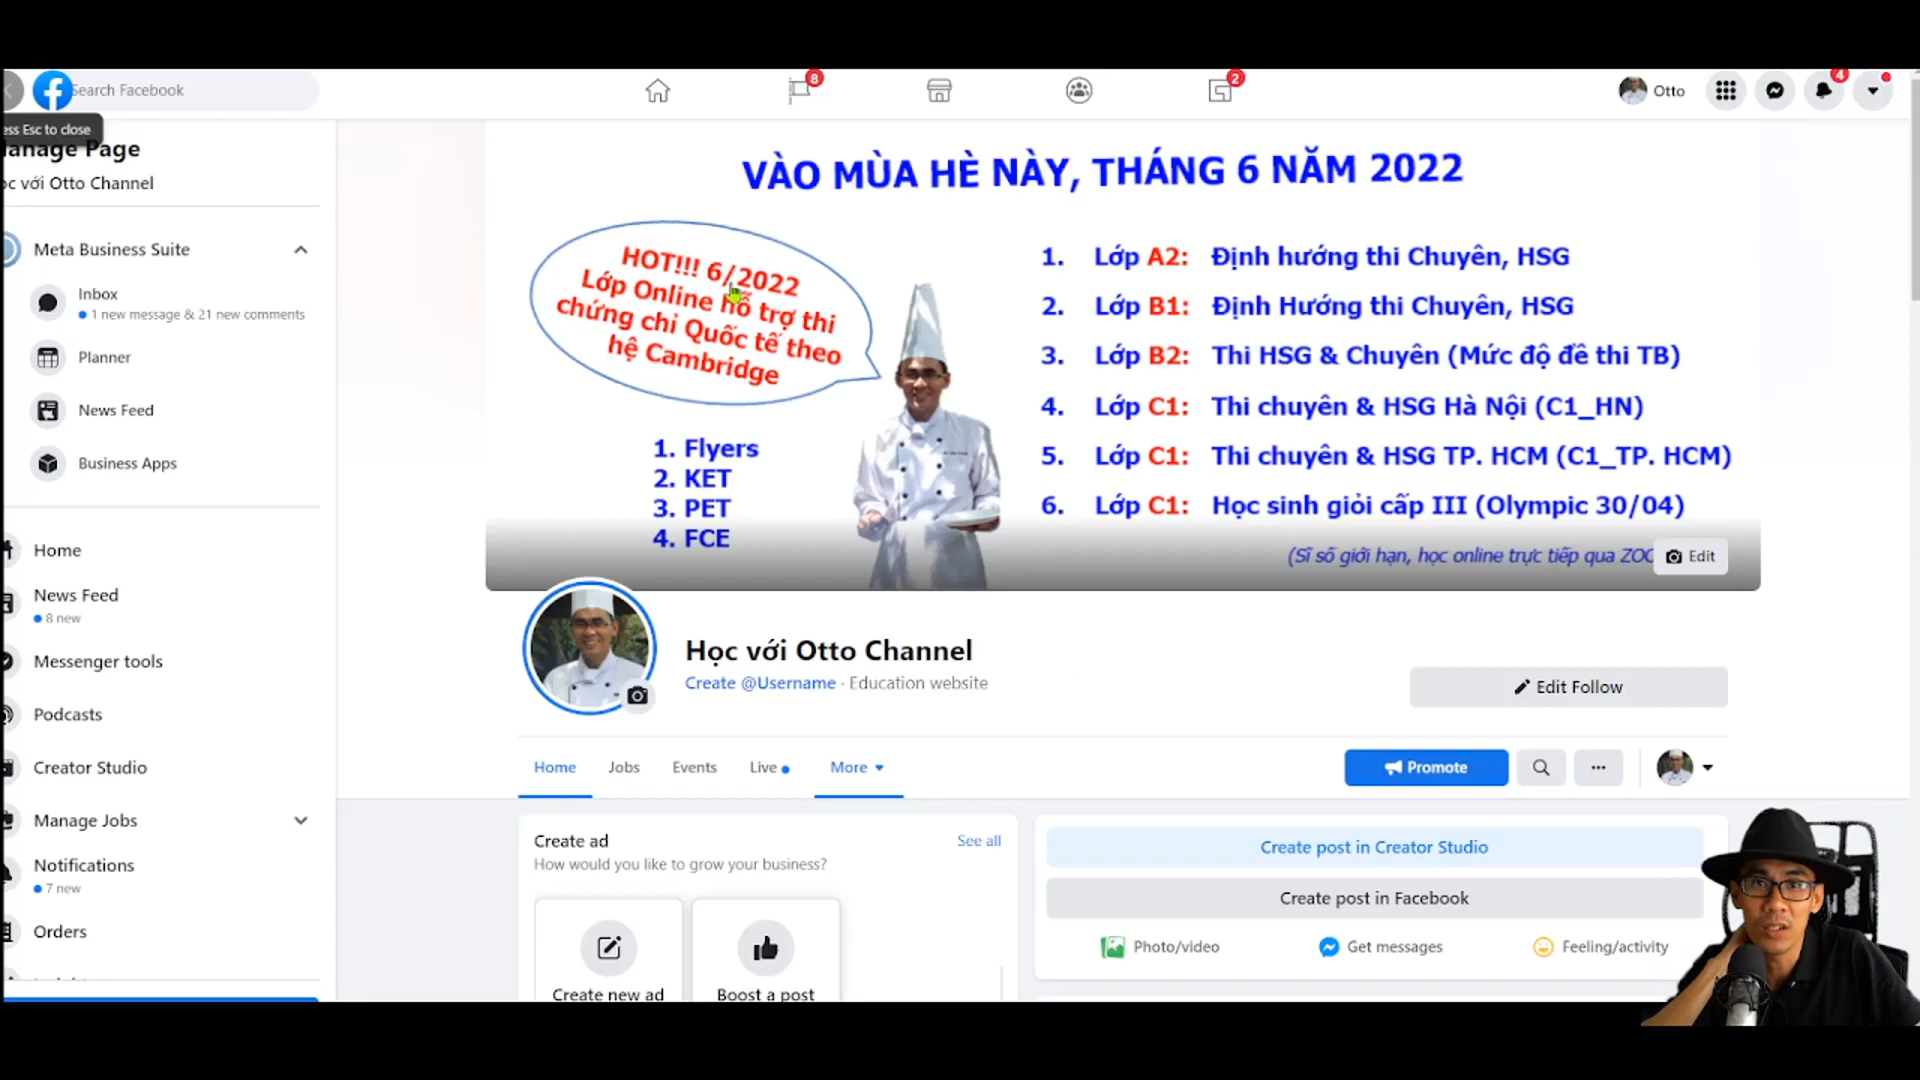 Search Facebook
8
2
Otto
4
ess Esc to close
Manage Page
ọc với Otto Channel
Meta Business Suite
Inbox
1 new message & 21 new comments
Planner
News Feed
Business Apps
Home
News Feed
8 new
Messenger tools
Podcasts
Creator Studio
Manage Jobs
Notifications
7 new
Orders
VÀO MÙA HÈ NÀY, THÁNG 6 NĂM 2022
HOT!!! 6/2022
Lớp Online hỗ trợ thi
chứng chỉ Quốc tế theo
hệ Cambridge
1. Flyers
2. KET
3. PET
4. FCE
1. Lớp A2: Định hướng thi Chuyên, HSG
2. Lớp B1: Định Hướng thi Chuyên, HSG
3. Lớp B2: Thi HSG & Chuyên (Mức độ đề thi TB)
4. Lớp C1: Thi chuyên & HSG Hà Nội (C1_HN)
5. Lớp C1: Thi chuyên & HSG TP. HCM (C1_TP. HCM)
6. Lớp C1: Học sinh giỏi cấp III (Olympic 30/04)
(Sĩ số giới hạn, học online trực tiếp qua ZOO
Edit
Học với Otto Channel
Create @Username · Education website
Edit Follow
Home
Jobs
Events
Live
More
Promote
Create ad
See all
How would you like to grow your business?
Create new ad
Boost a post
Create post in Creator Studio
Create post in Facebook
Photo/video
Get messages
Feeling/activity